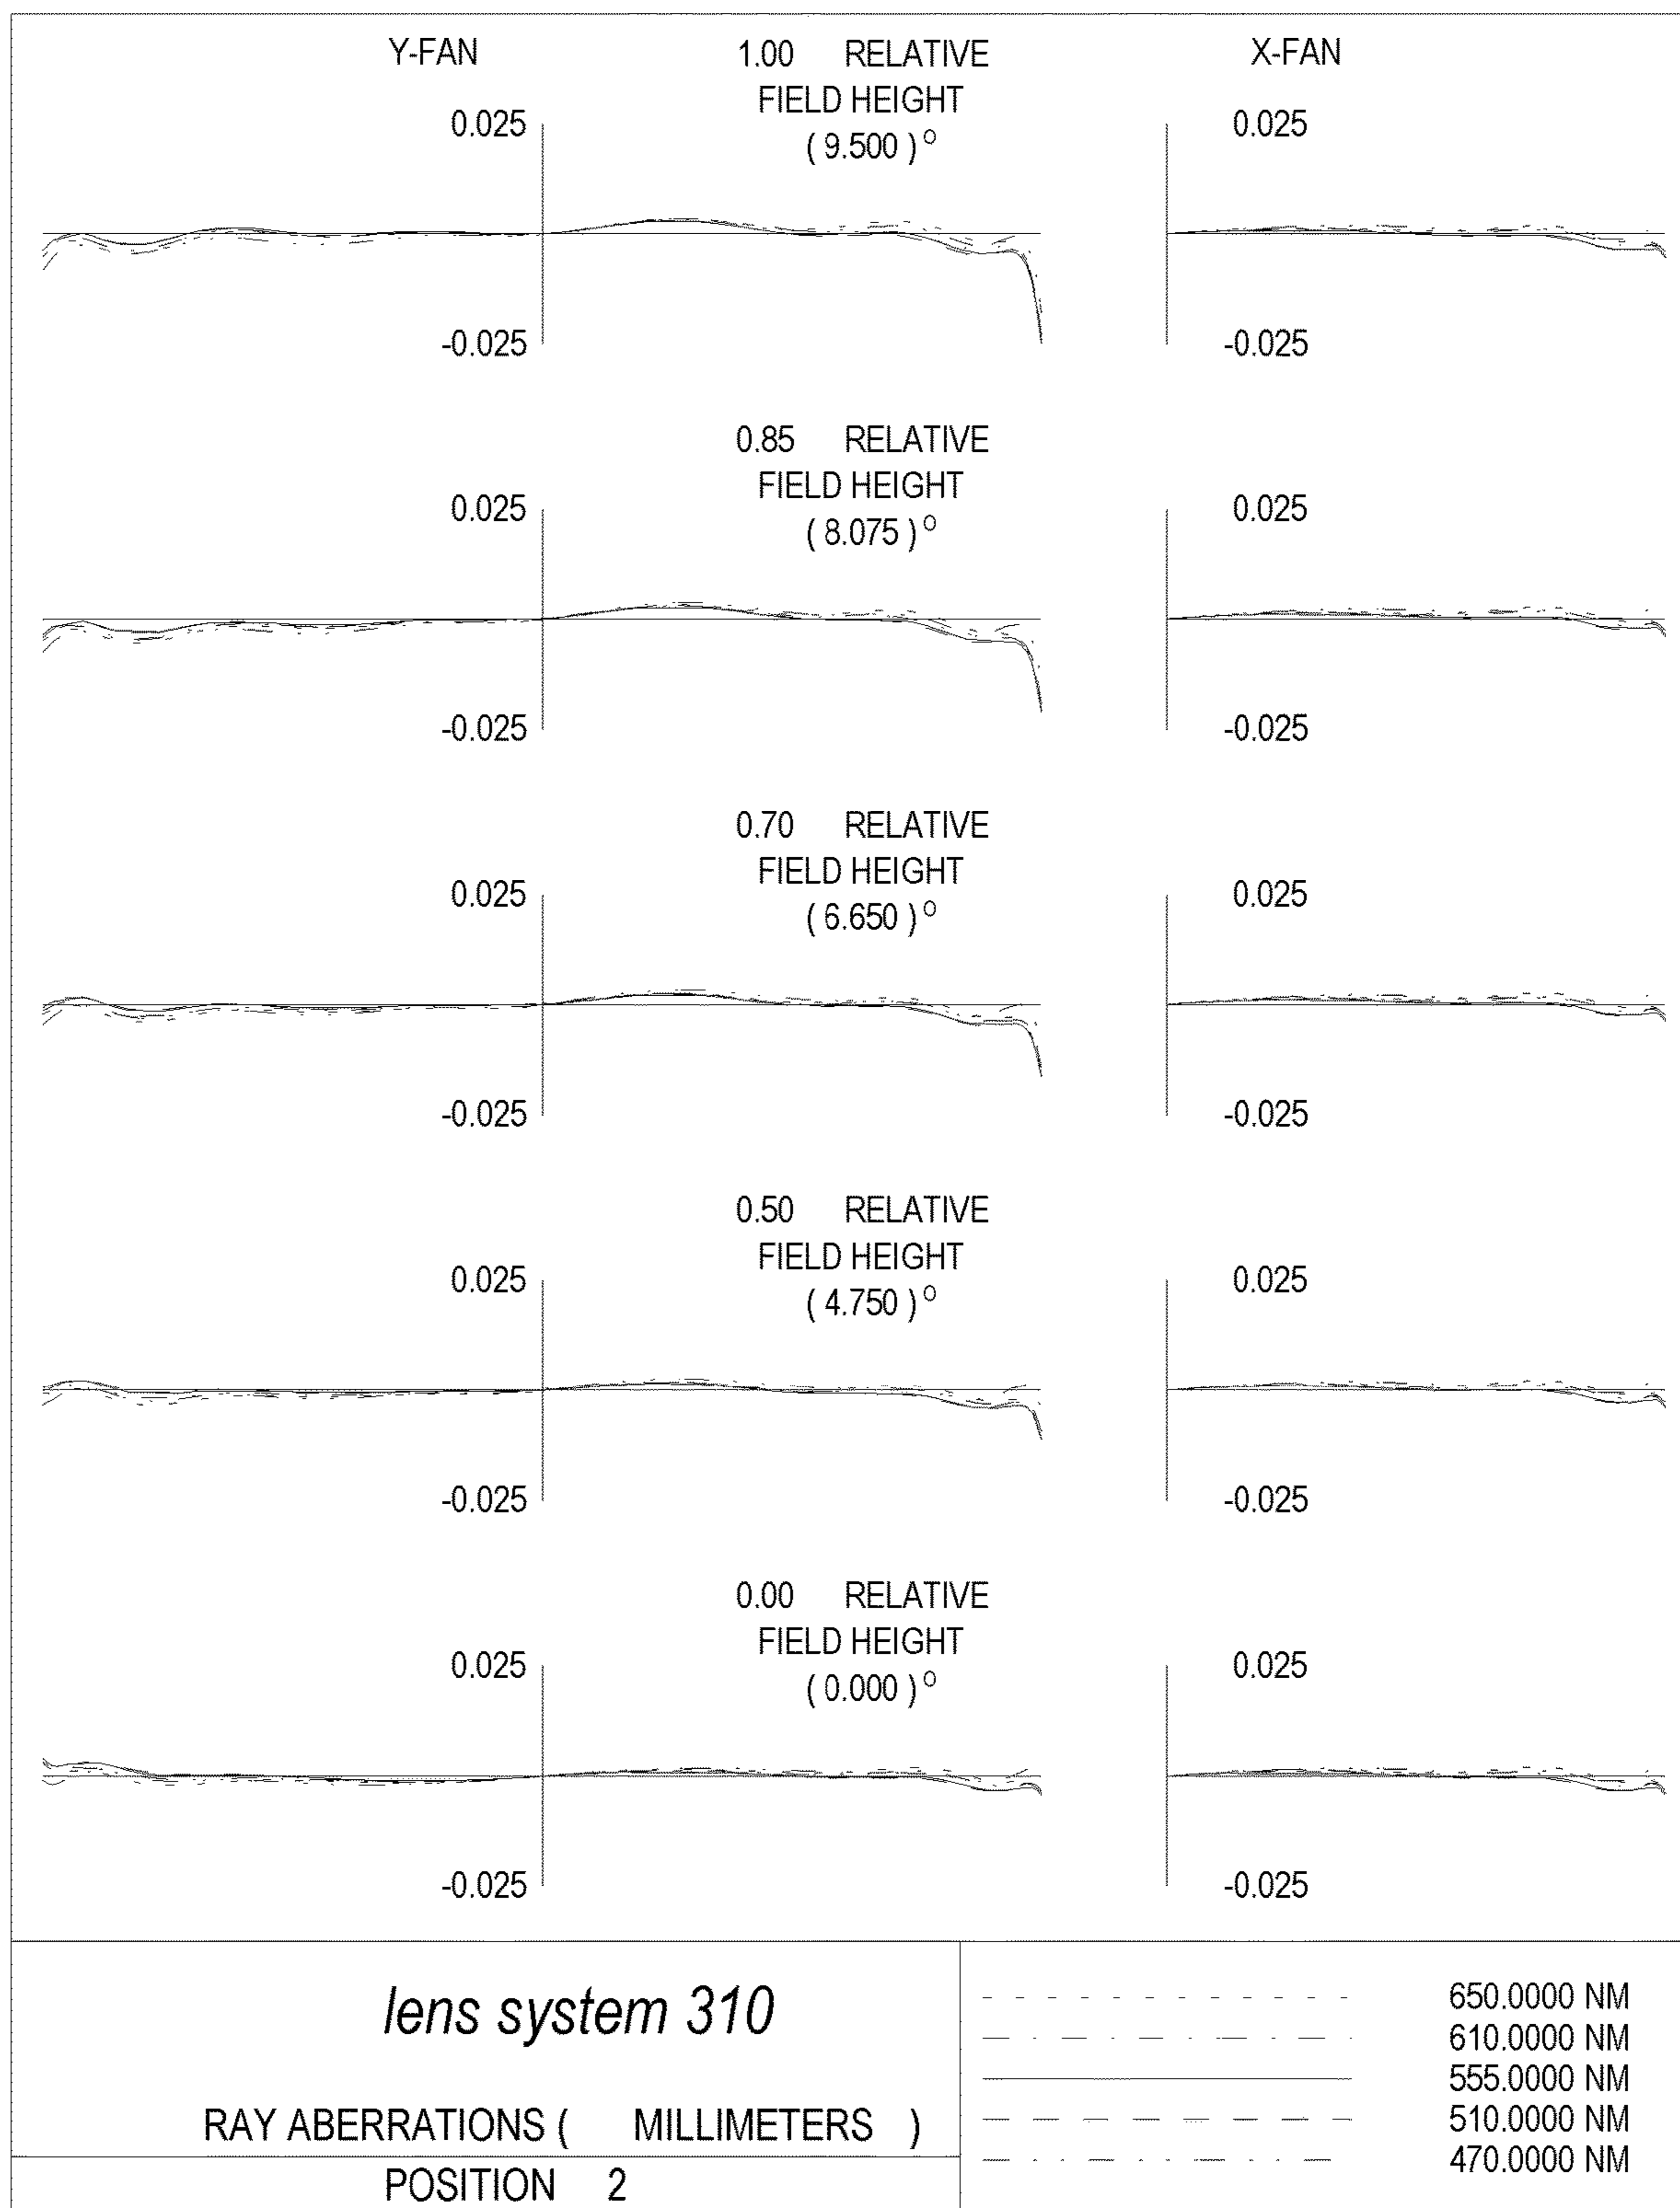 Y-FAN 1.00 RELATIVE X-FAN
FIELD HEIGHT
0.025 ( 9.500 )° 0.025
-0.025 -0.025
0.85 RELATIVE
FIELD HEIGHT
0.025 ( 8.075 )° 0.025
-0.025 -0.025
0.70 RELATIVE
FIELD HEIGHT
0.025 ( 6.650 )° 0.025
-0.025 -0.025
0.50 RELATIVE
FIELD HEIGHT
0.025 ( 4.750 )° 0.025
-0.025 -0.025
0.00 RELATIVE
FIELD HEIGHT
0.025 ( 0.000 )° 0.025
-0.025 -0.025
lens system 310
RAY ABERRATIONS ( MILLIMETERS )
POSITION 2
650.0000 NM
610.0000 NM
555.0000 NM
510.0000 NM
470.0000 NM